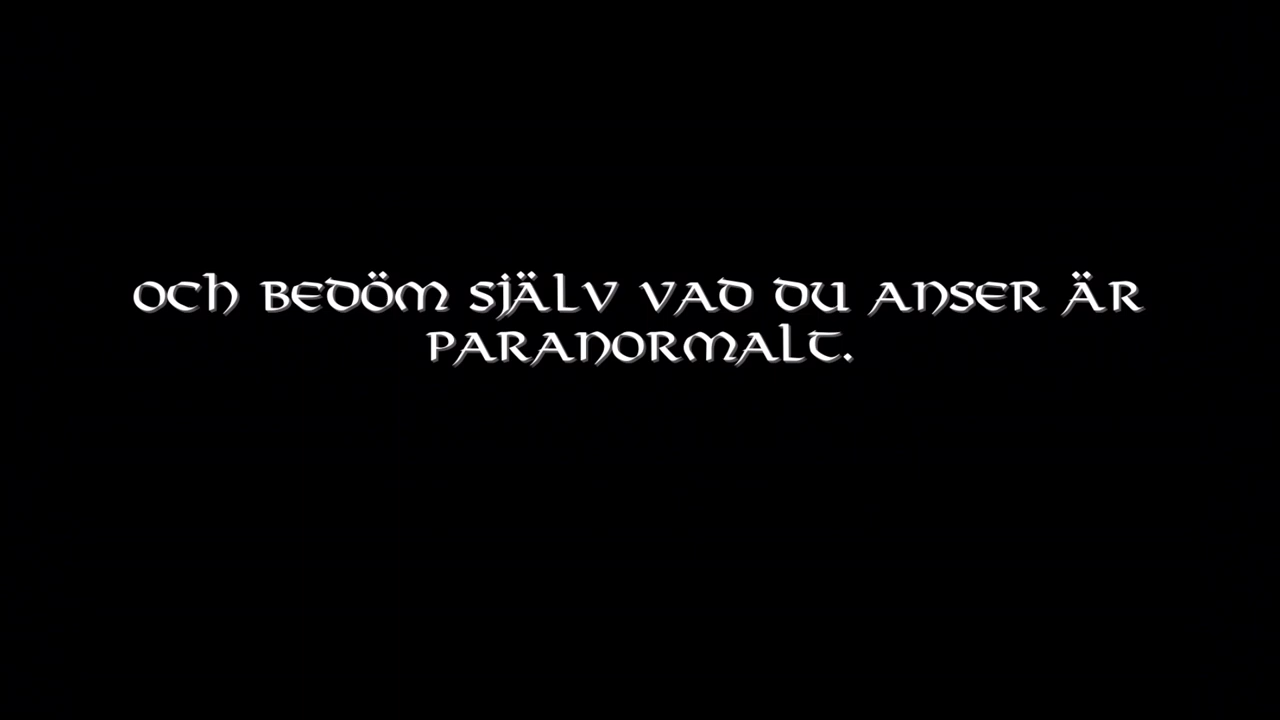 och bedöm själv vad du anser är
paranormalt.